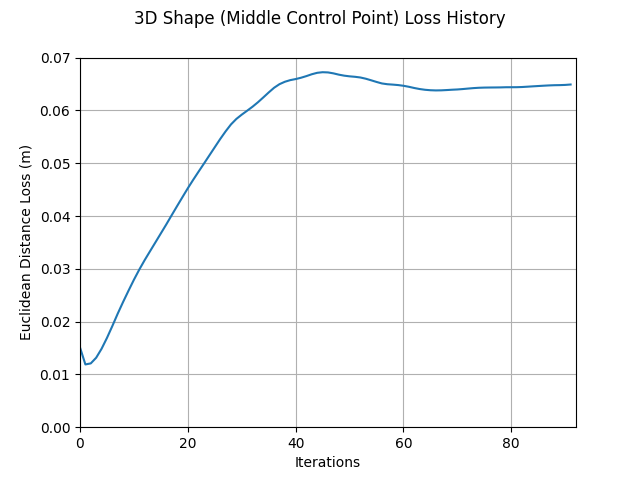 3D Shape (Middle Control Point) Loss History
0.07
0.06
0.05
0.04
0.03
0.02
0.01
0.00
Euclidean Distance Loss (m)
0 20 40 60 80
Iterations